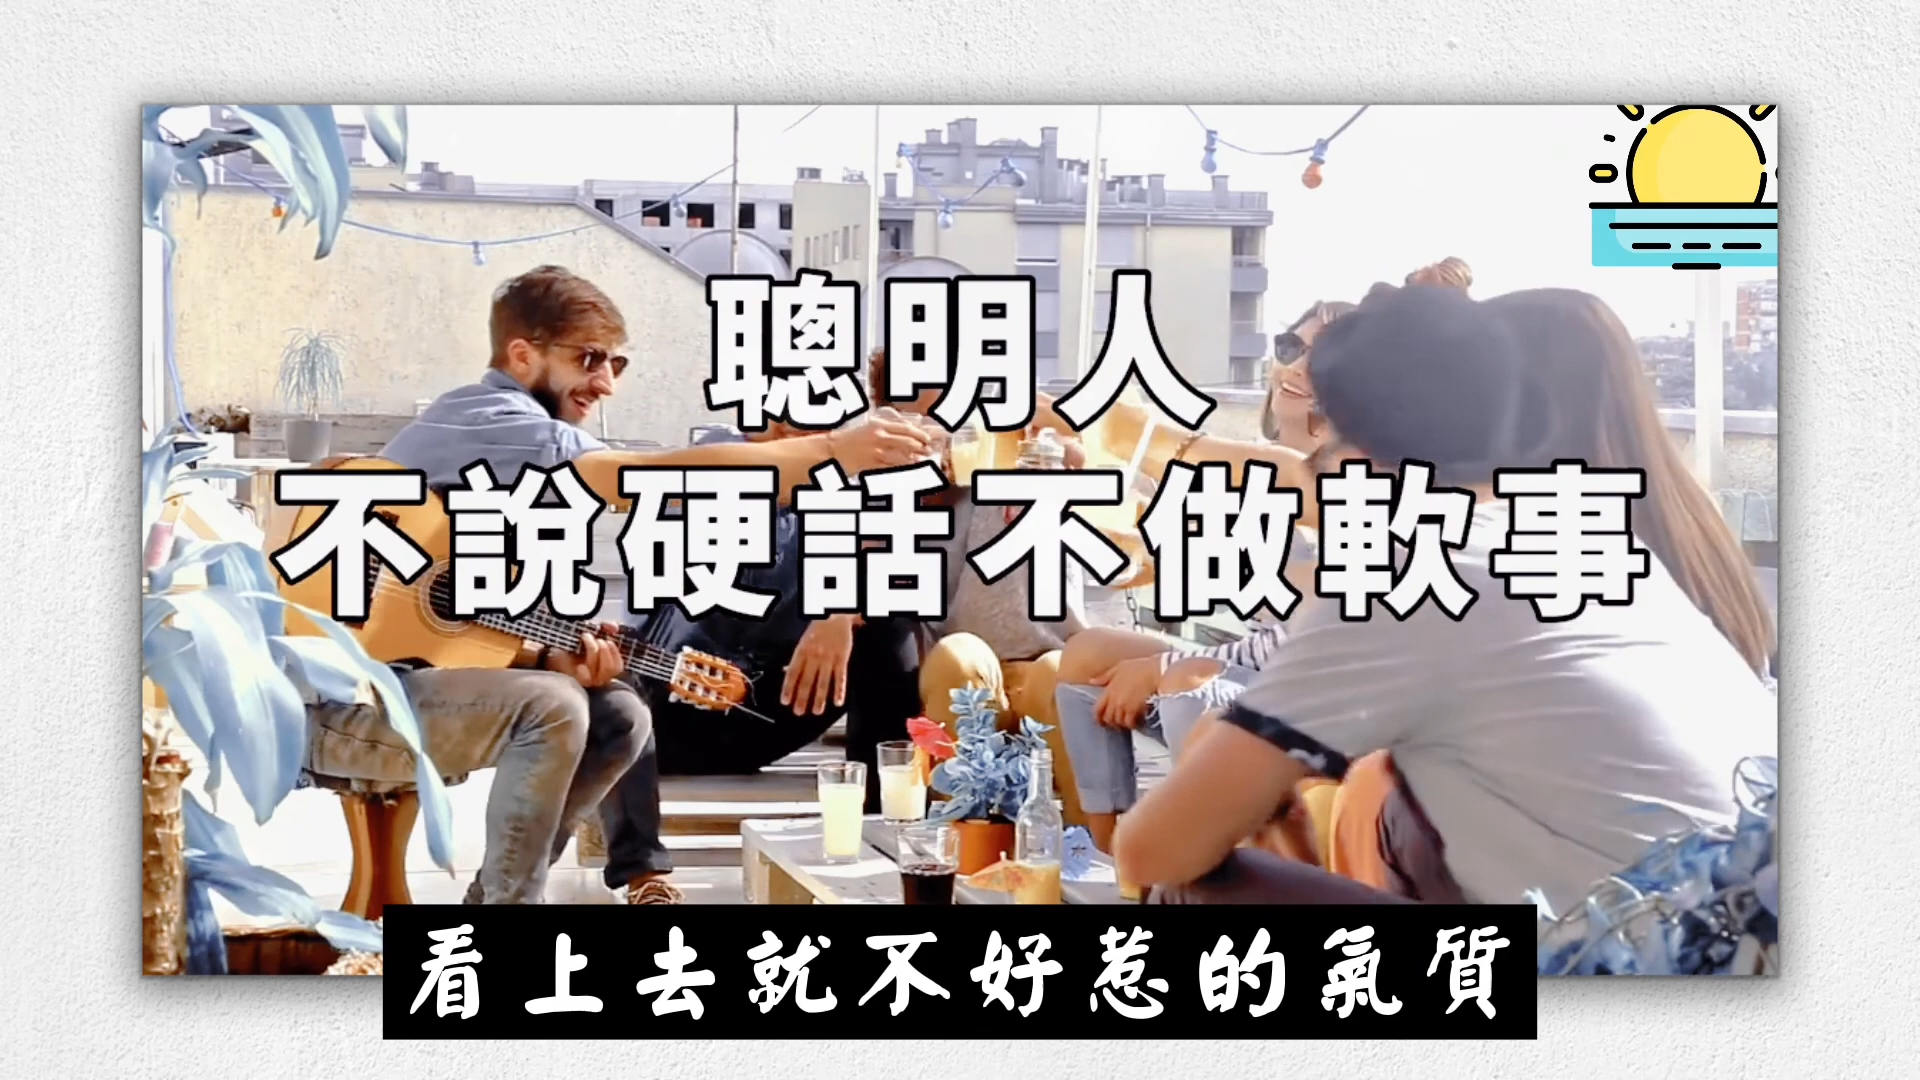 聰明人
不說硬話不做軟事
看上去就不好惹的氣質